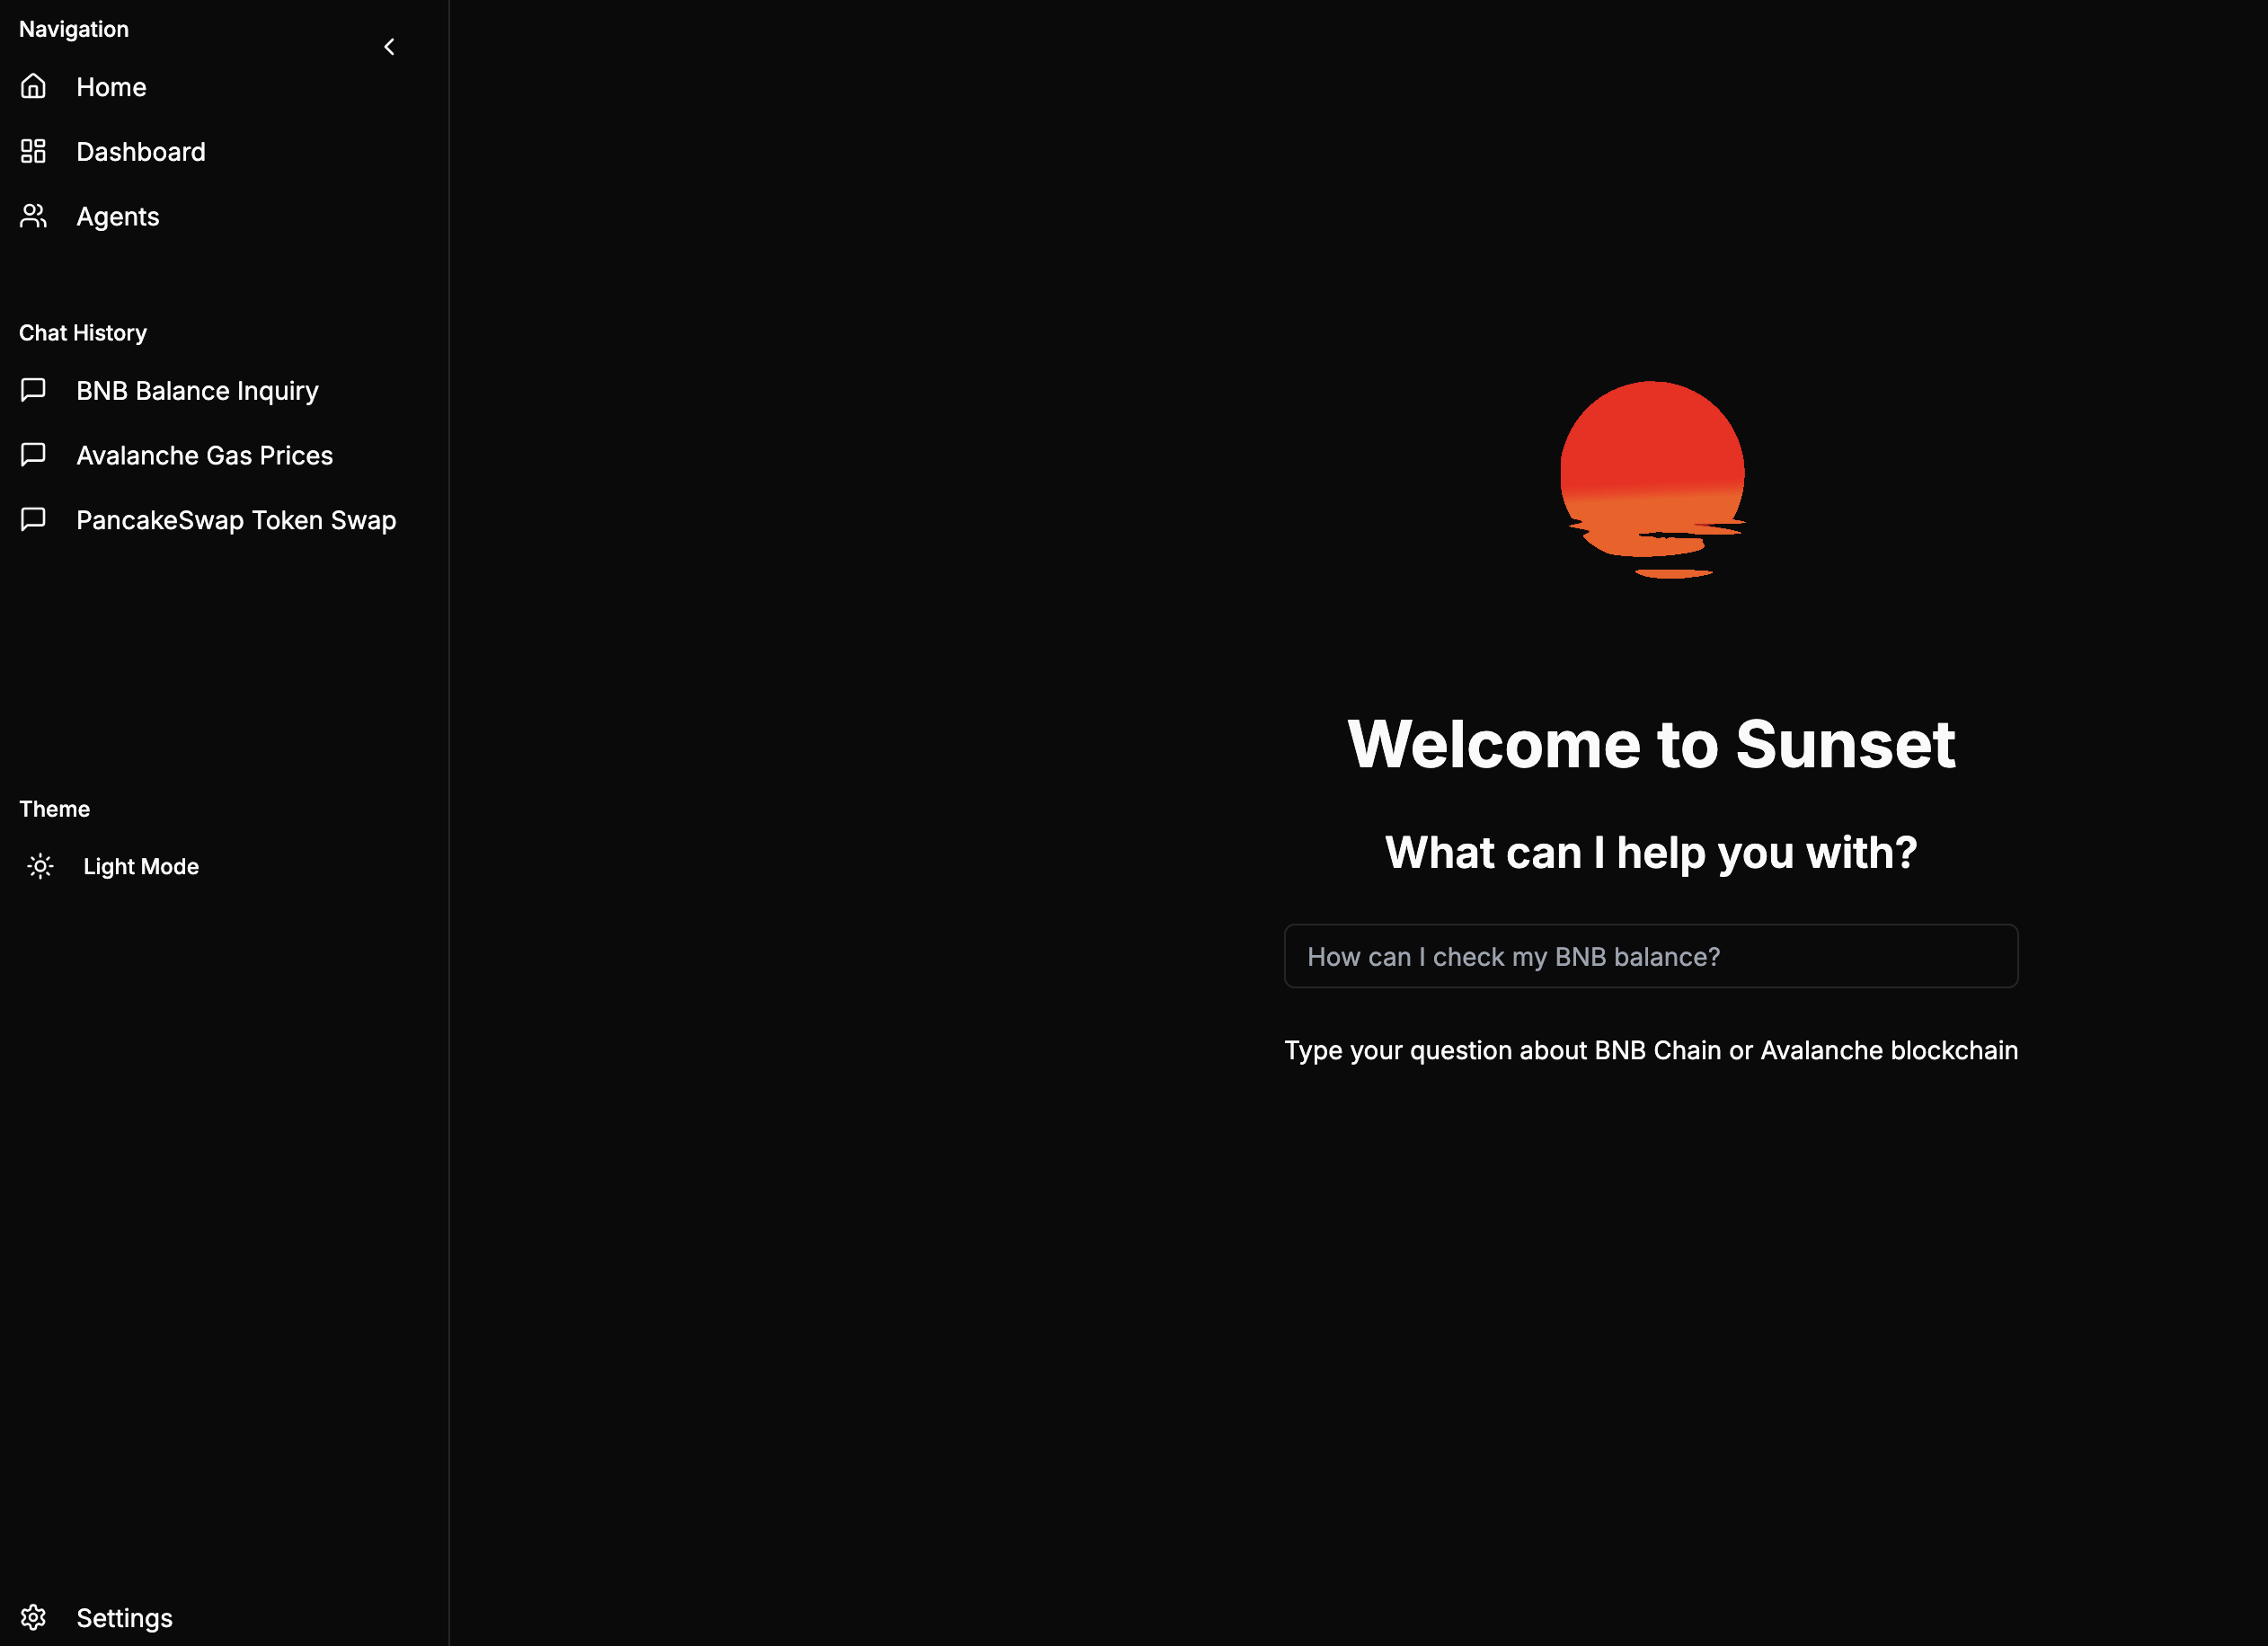 Navigation
Home
Dashboard
Agents
Chat History
BNB Balance Inquiry
Avalanche Gas Prices
PancakeSwap Token Swap
Theme
Light Mode
Settings
Welcome to Sunset
What can I help you with?
How can I check my BNB balance?
Type your question about BNB Chain or Avalanche blockchain